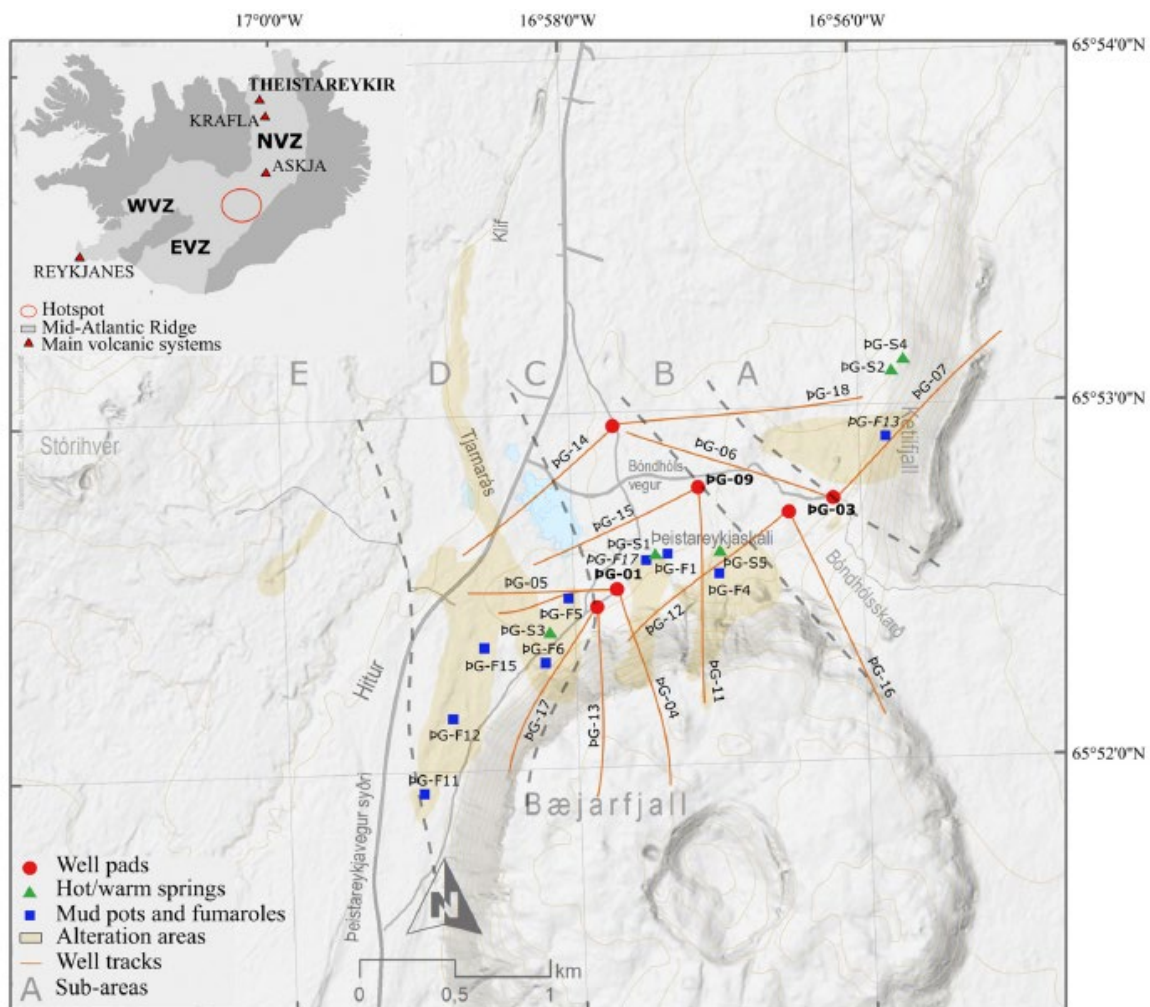 17°0'0"W
16°58'0"W
16°56'0"W
65°54'0"N
THEISTAREYKIR
KRAFLA
NVZ
ASKJA
WVZ
EVZ
REYKJANES
Hotspot
Mid-Atlantic Ridge
Main volcanic systems
Klif
E
D
C
B
A
ÞG-S4
ÞG-S2
ÞG-07
65°53'0"N
ÞG-18
Stórihver
Tjarnarás
ÞG-14
ÞG-06
ÞG-F13
Ketilfjall
Bóndhóls
vegur
ÞG-09
ÞG-03
ÞG-15
Þeistareykjaskáli
ÞG-S1
ÞG-F17
ÞG-F1
ÞG-S5
ÞG-01
ÞG-F4
Bóndhólsskarð
ÞG-05
ÞG-F5
ÞG-12
ÞG-S3
ÞG-F6
ÞG-F15
Hitur
ÞG-17
ÞG-13
ÞG-04
ÞG-11
ÞG-16
ÞG-F12
65°52'0"N
ÞG-F11
Bæjarfjall
Þeistareykjavegur syðri
N
Well pads
Hot/warm springs
Mud pots and fumaroles
Alteration areas
Well tracks
A Sub-areas
km
0 0,5 1